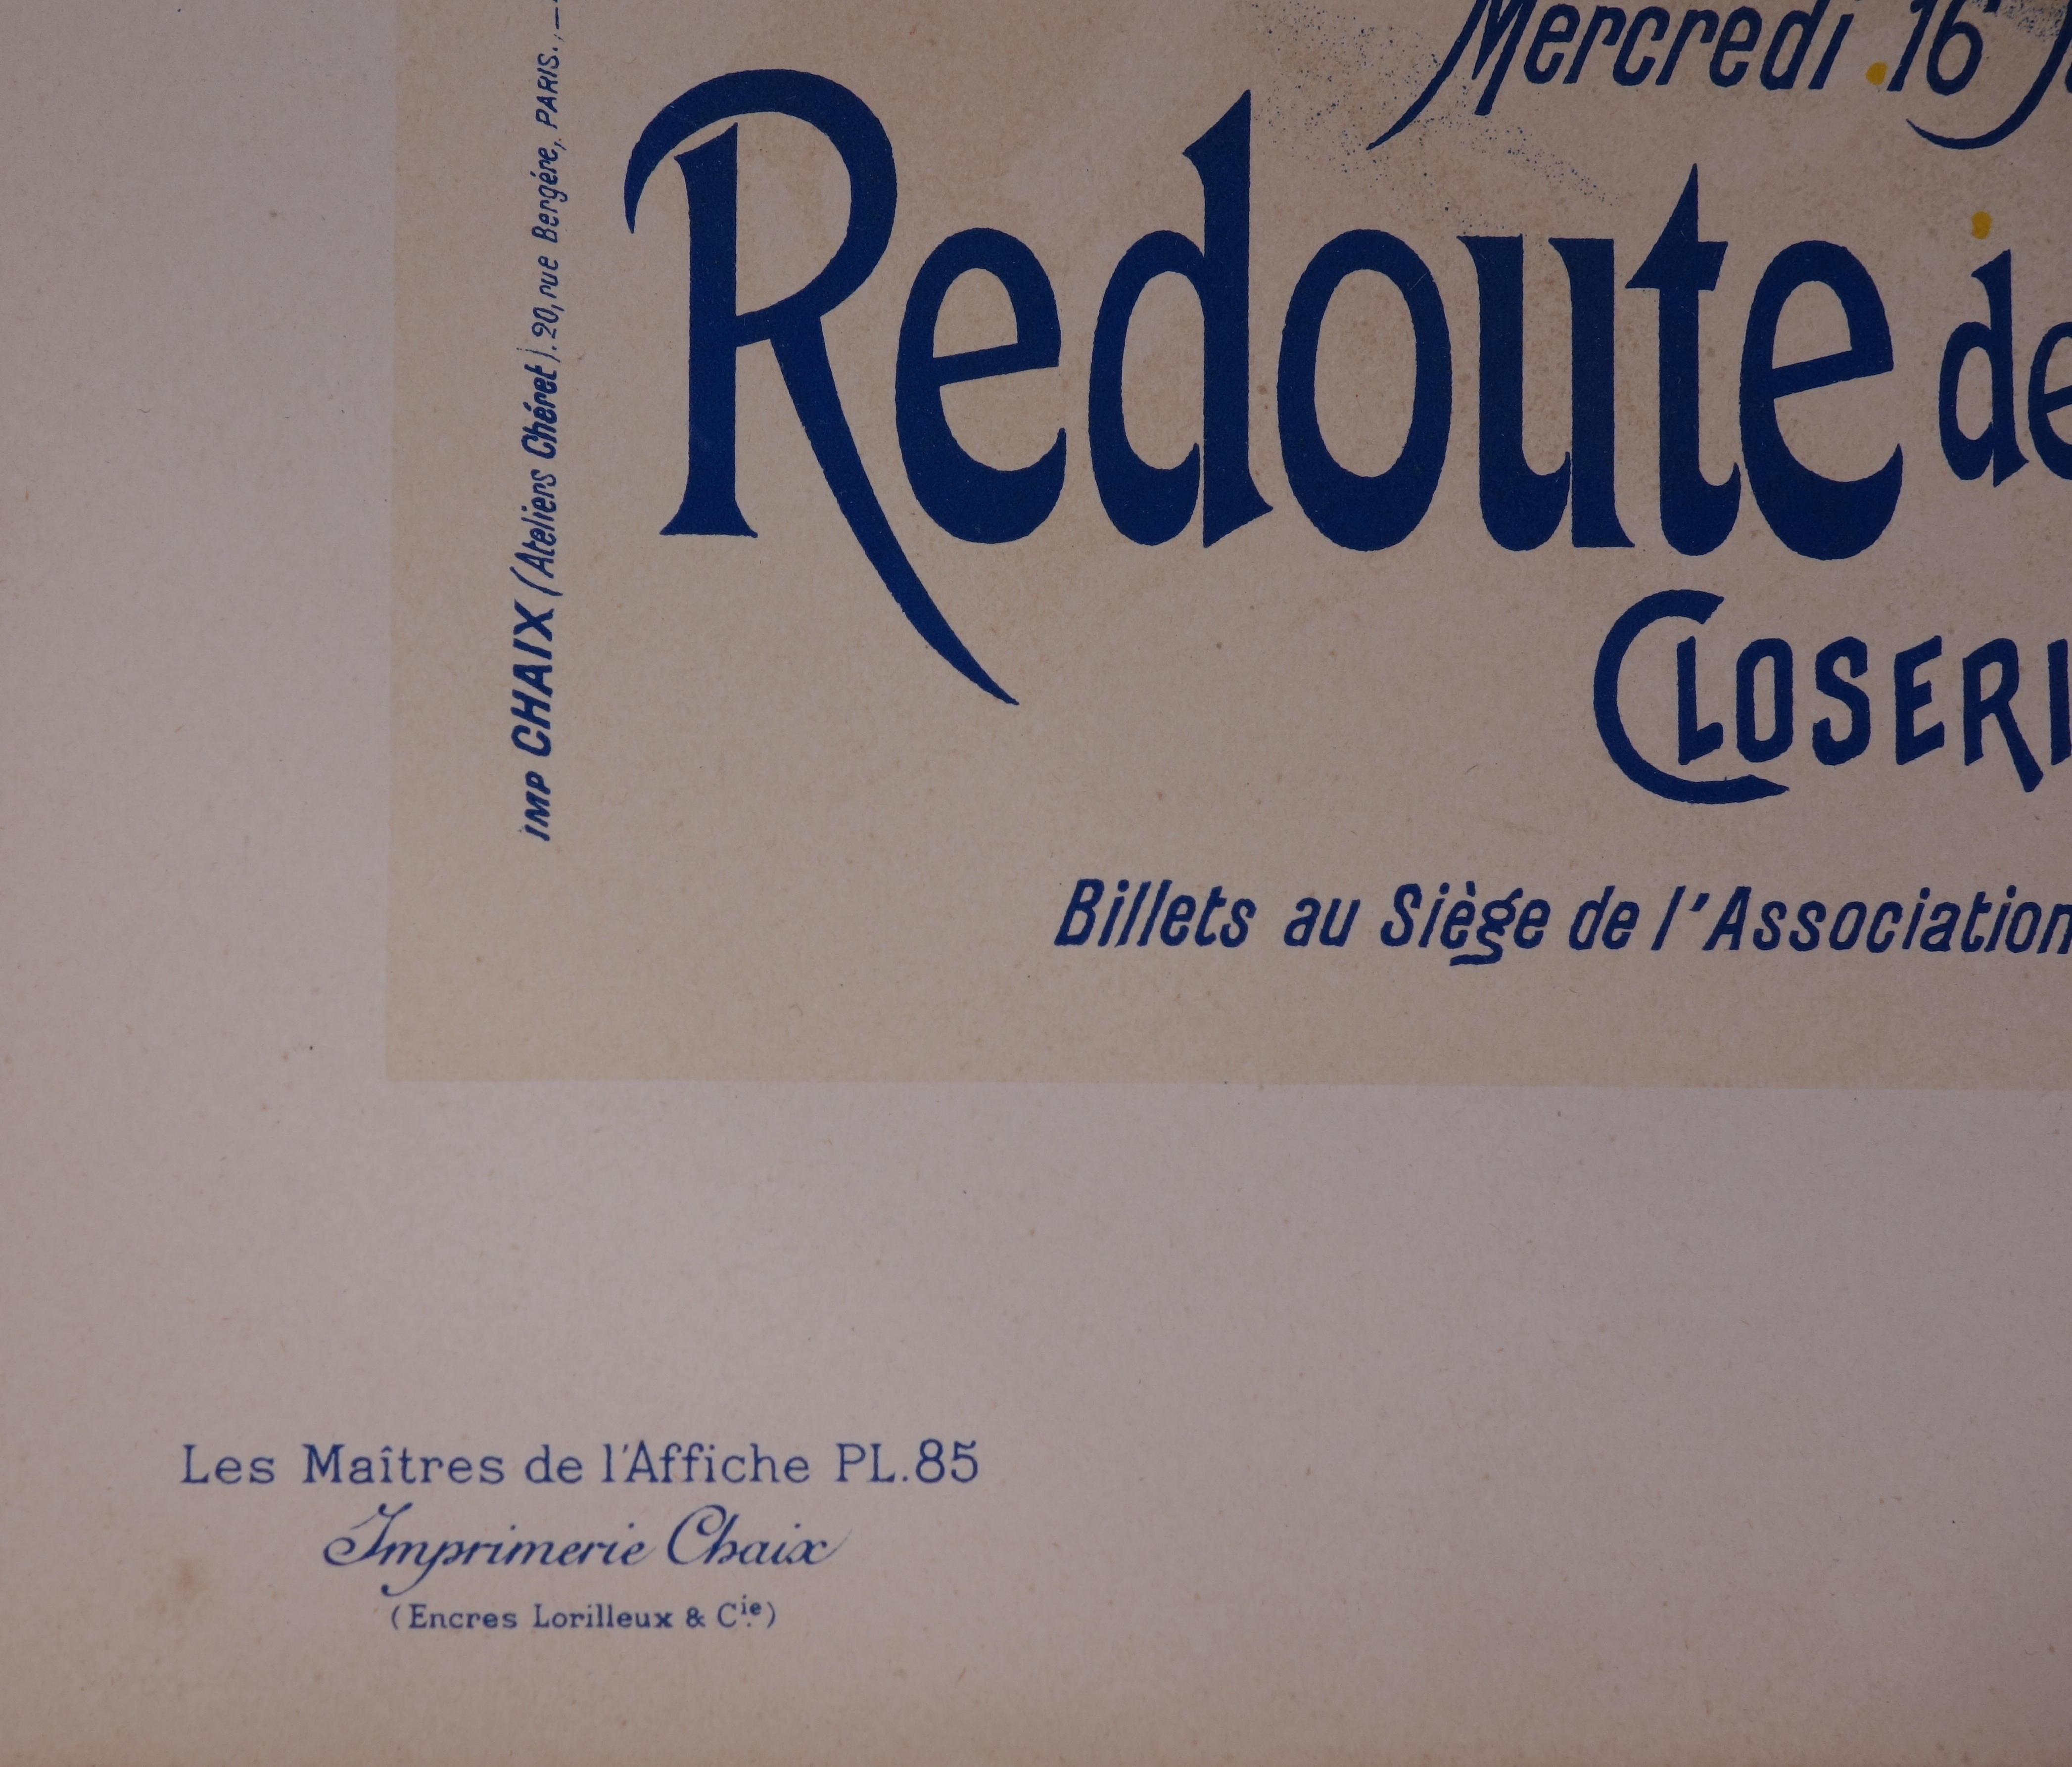 Mercredi 16
Redoute de
CLOSERI
Billets au Siège de l'Association
IMP CHAIX (Ateliers Chéret). 20, rue Bergére, PARIS.
Les Maîtres de l'Affiche PL.85
Imprimerie Chaix
(Encres Lorilleux & Cie)